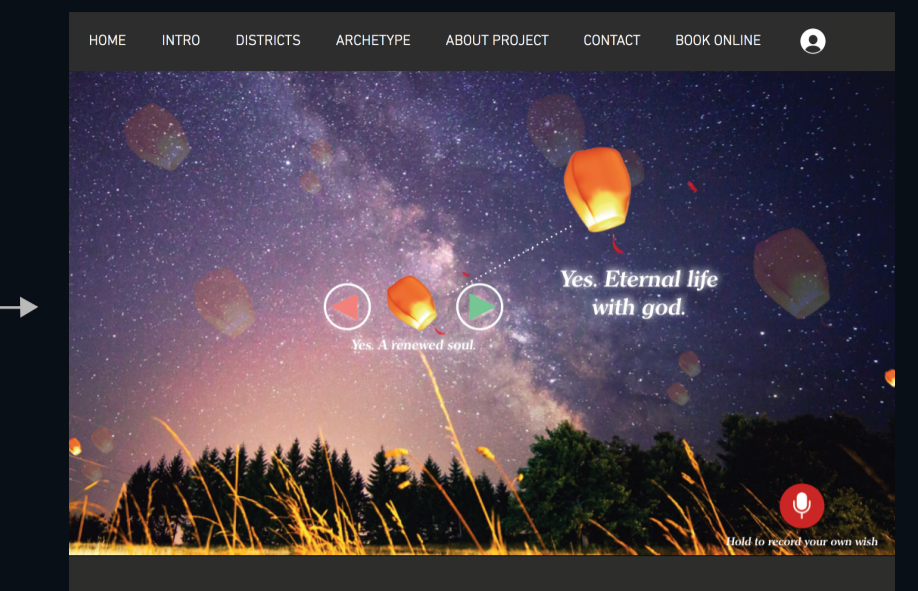 HOME INTRO DISTRICTS ARCHETYPE ABOUT PROJECT CONTACT BOOK ONLINE
Yes. Eternal life
with god.
Yes. A renewed soul.
Hold to record your own wish